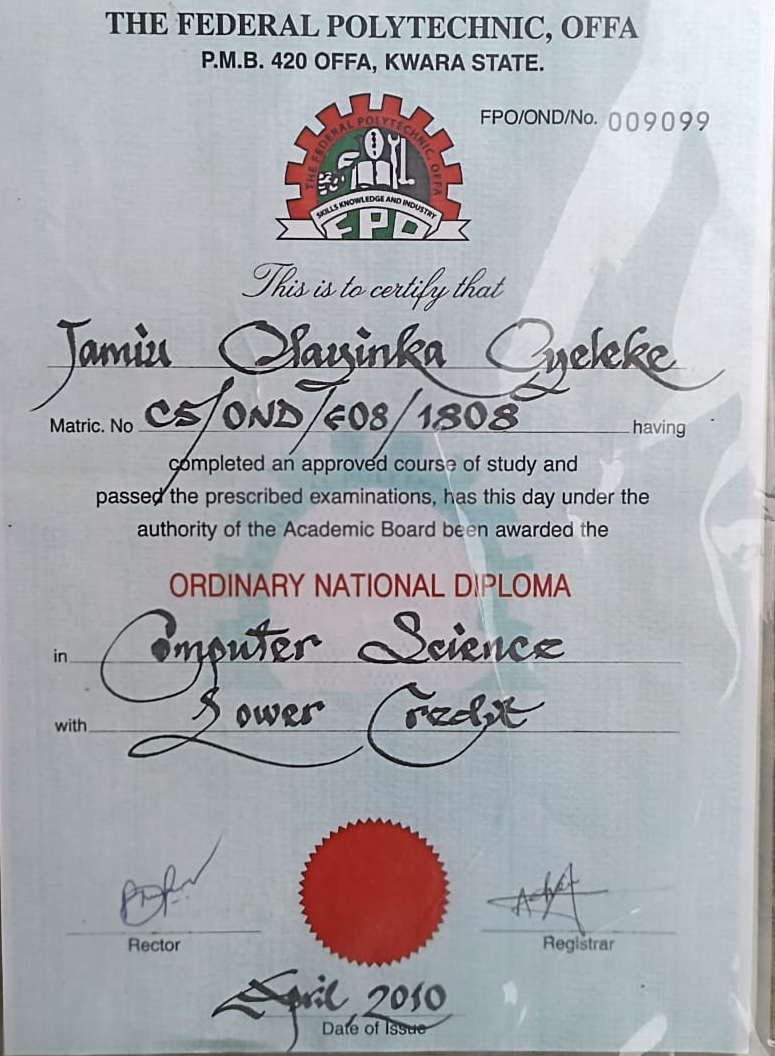 THE FEDERAL POLYTECHNIC, OFFA
P.M.B. 420 OFFA, KWARA STATE.
FPO/OND/No. 009099
THE FEDERAL POLYTECHNIC, OFFA
SKILLS KNOWLEDGE AND INDUSTRY
FPO
This is to certify that
Jamiu Olayinka Oyeleke
Matric. No CS/OND/F08/1808 having
completed an approved course of study and
passed the prescribed examinations, has this day under the
authority of the Academic Board been awarded the
ORDINARY NATIONAL DIPLOMA
in Computer Science
with Lower Credit
Rector
Registrar
April, 2010
Date of Issue